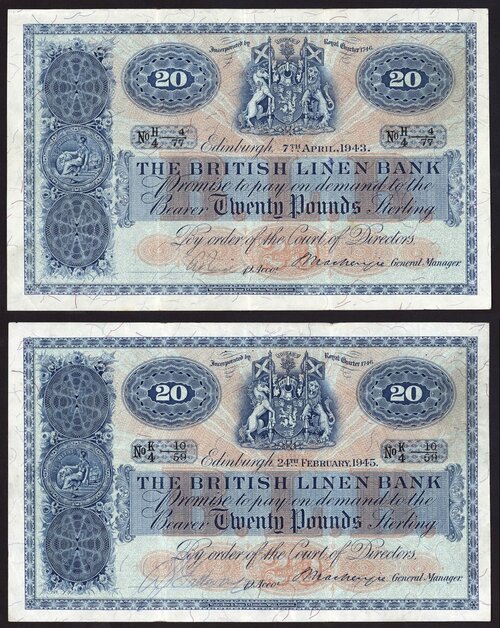 Incorporated by Royal Charter 1746.
20 20
No H/4 4/77 No H/4 4/77
Edinburgh, 7TH APRIL, 1943.
THE BRITISH LINEN BANK
Promise to pay on demand to the
Bearer Twenty Pounds Sterling
By order of the Court of Directors.
p. Accot. Mackenzie General Manager.
Incorporated by Royal Charter 1746.
20 20
No K/4 10/59 No K/4 10/59
Edinburgh, 24TH FEBRUARY, 1945.
THE BRITISH LINEN BANK
Promise to pay on demand to the
Bearer Twenty Pounds Sterling
By order of the Court of Directors.
p. Accot. Mackenzie General Manager.